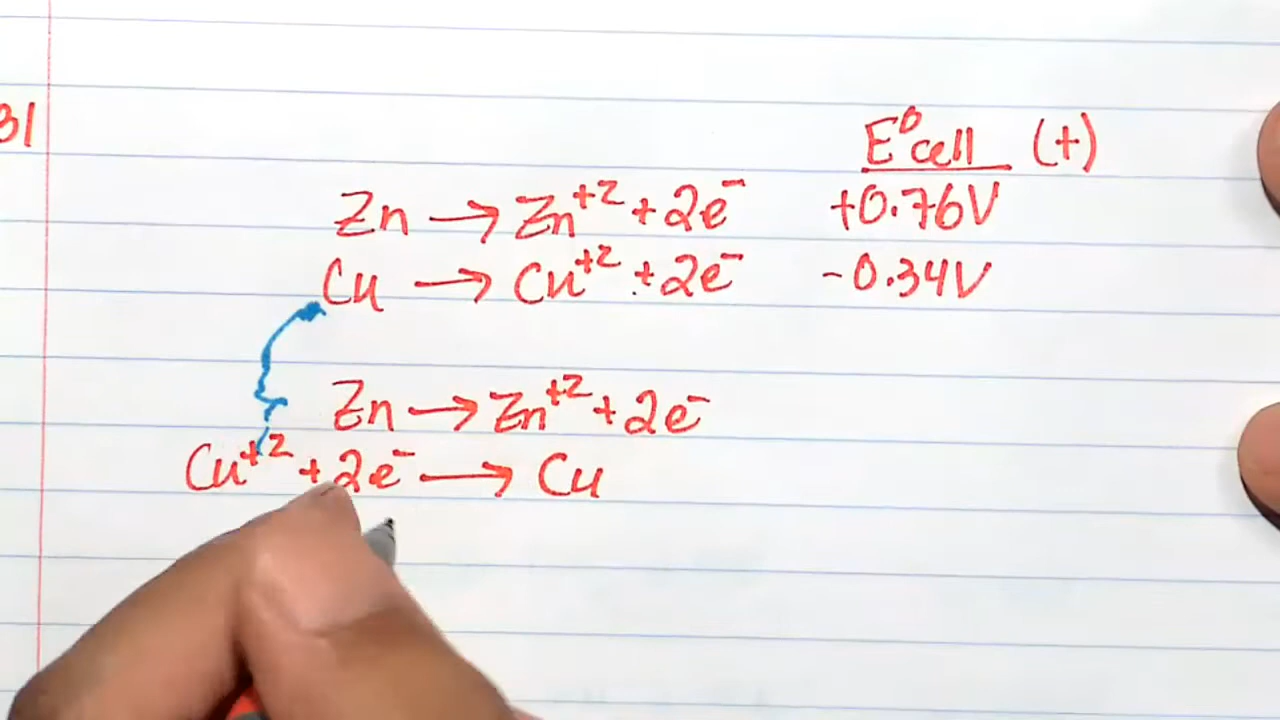 E⁰cell (+)
31
Zn → Zn⁺² + 2e⁻ +0.76V
Cu → Cu⁺² + 2e⁻ -0.34V
Zn → Zn⁺² + 2e⁻
Cu⁺² + 2e⁻ → Cu